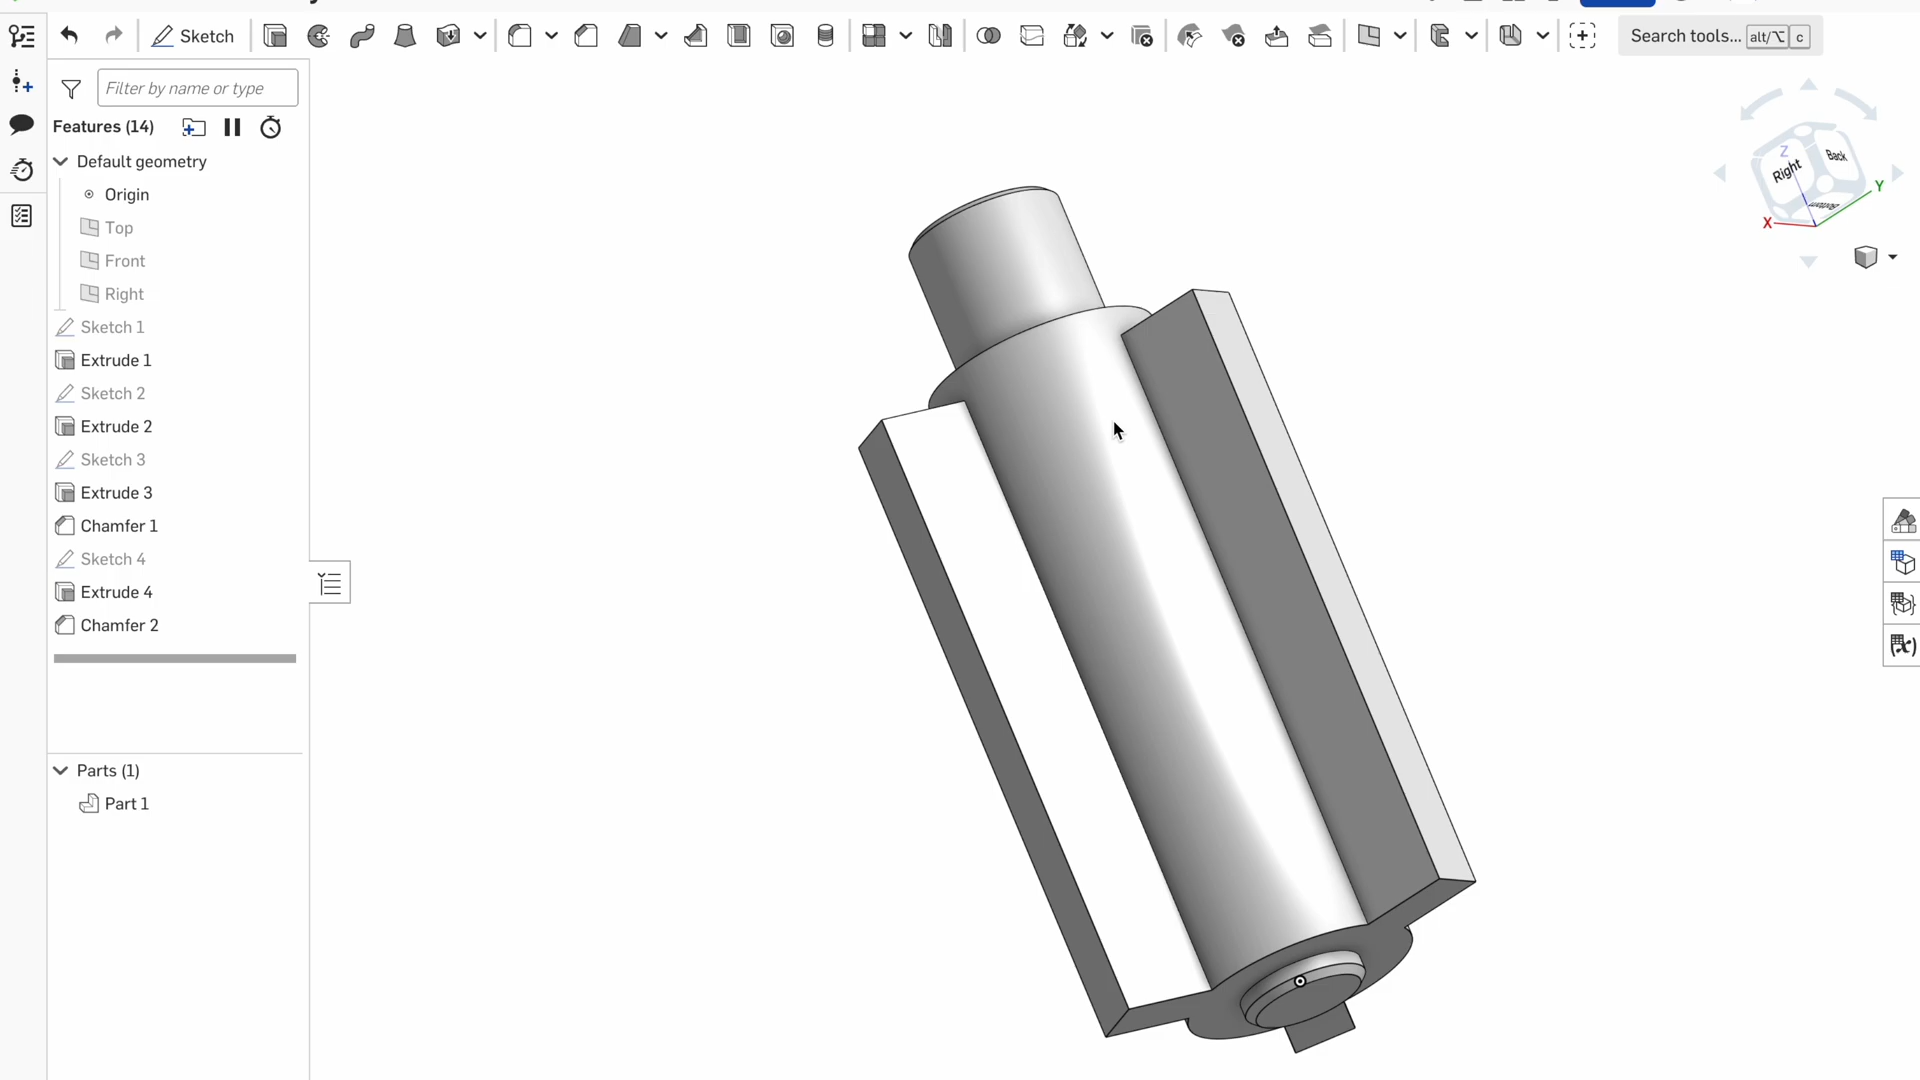 Sketch
Search tools... alt/⌥ c
Filter by name or type
Features (14)
Default geometry
Origin
Top
Front
Right
Sketch 1
Extrude 1
Sketch 2
Extrude 2
Sketch 3
Extrude 3
Chamfer 1
Sketch 4
Extrude 4
Chamfer 2
Parts (1)
Part 1
Z
Right
Back
Bottom
Y
X
(x)